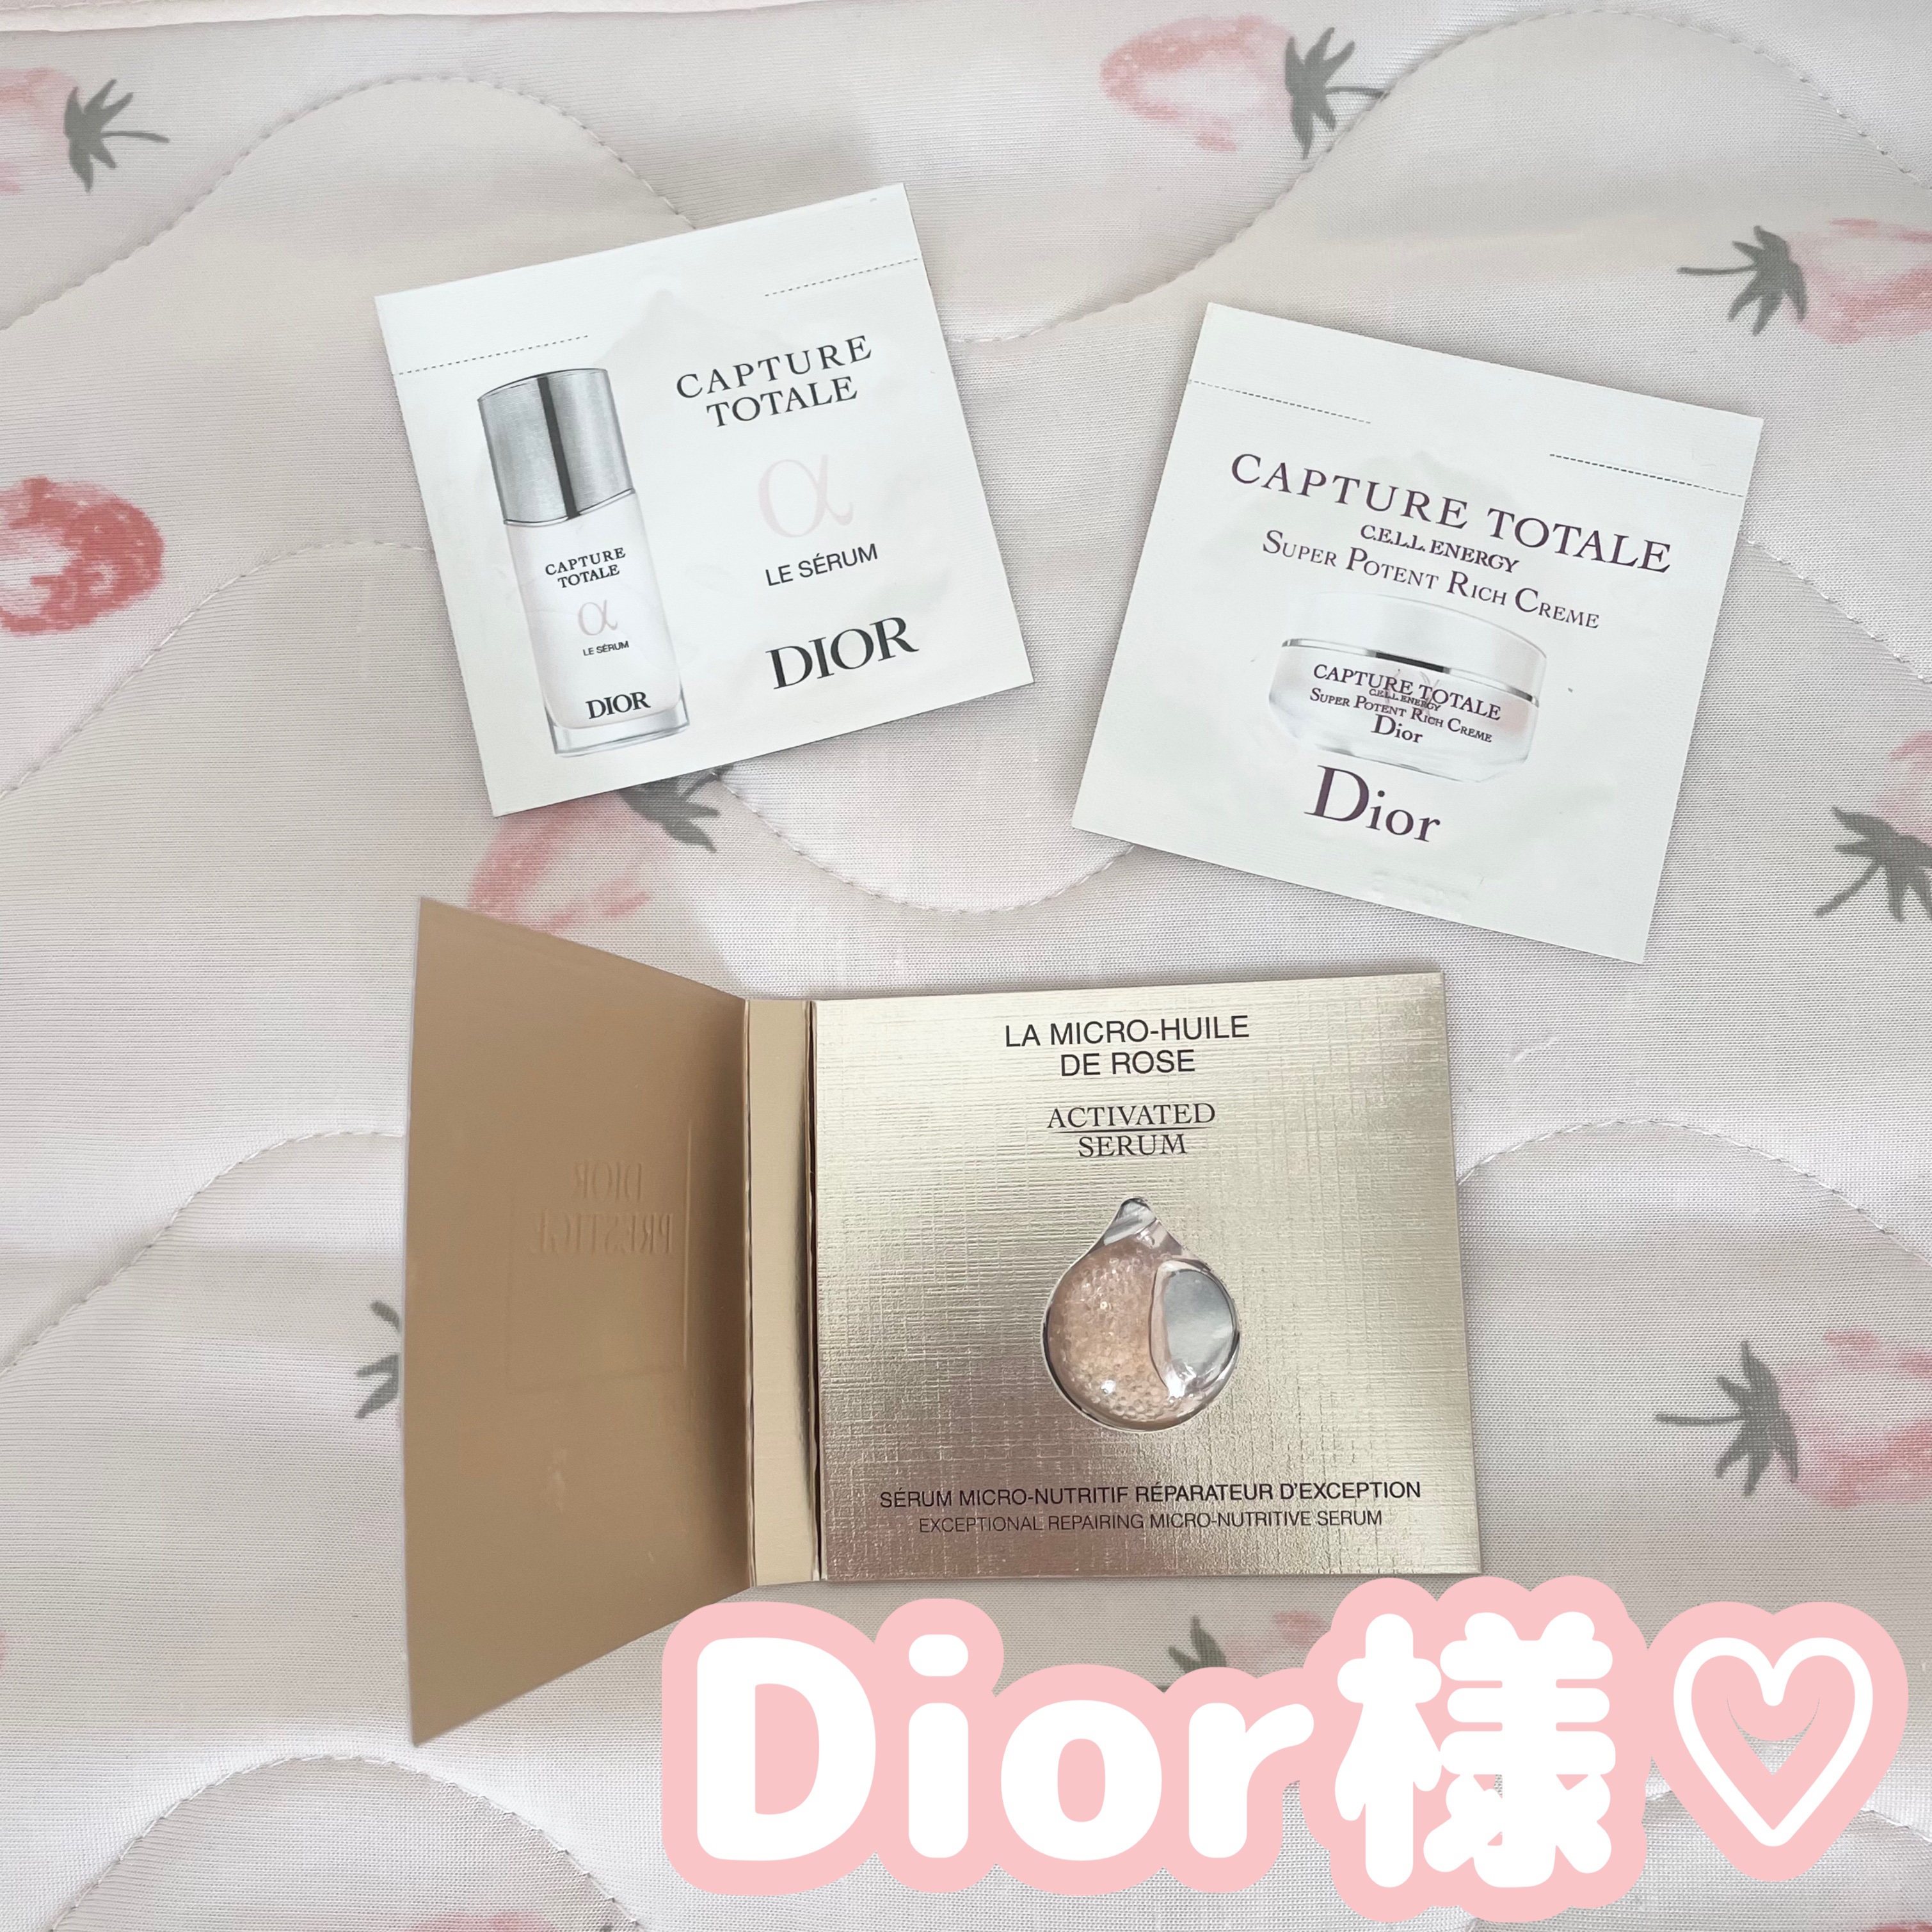 CAPTURE
TOTALE
α
LE SÉRUM
DIOR
CAPTURE
TOTALE
α
LE SÉRUM
DIOR
CAPTURE TOTALE
C.E.L.L. ENERGY
SUPER POTENT RICH CREME
CAPTURE TOTALE
C.E.L.L. ENERGY
SUPER POTENT RICH CREME
Dior
Dior
DIOR
PRESTIGE
LA MICRO-HUILE
DE ROSE
ACTIVATED
SERUM
SÉRUM MICRO-NUTRITIF RÉPARATEUR D'EXCEPTION
EXCEPTIONAL REPAIRING MICRO-NUTRITIVE SERUM
Dior様♡